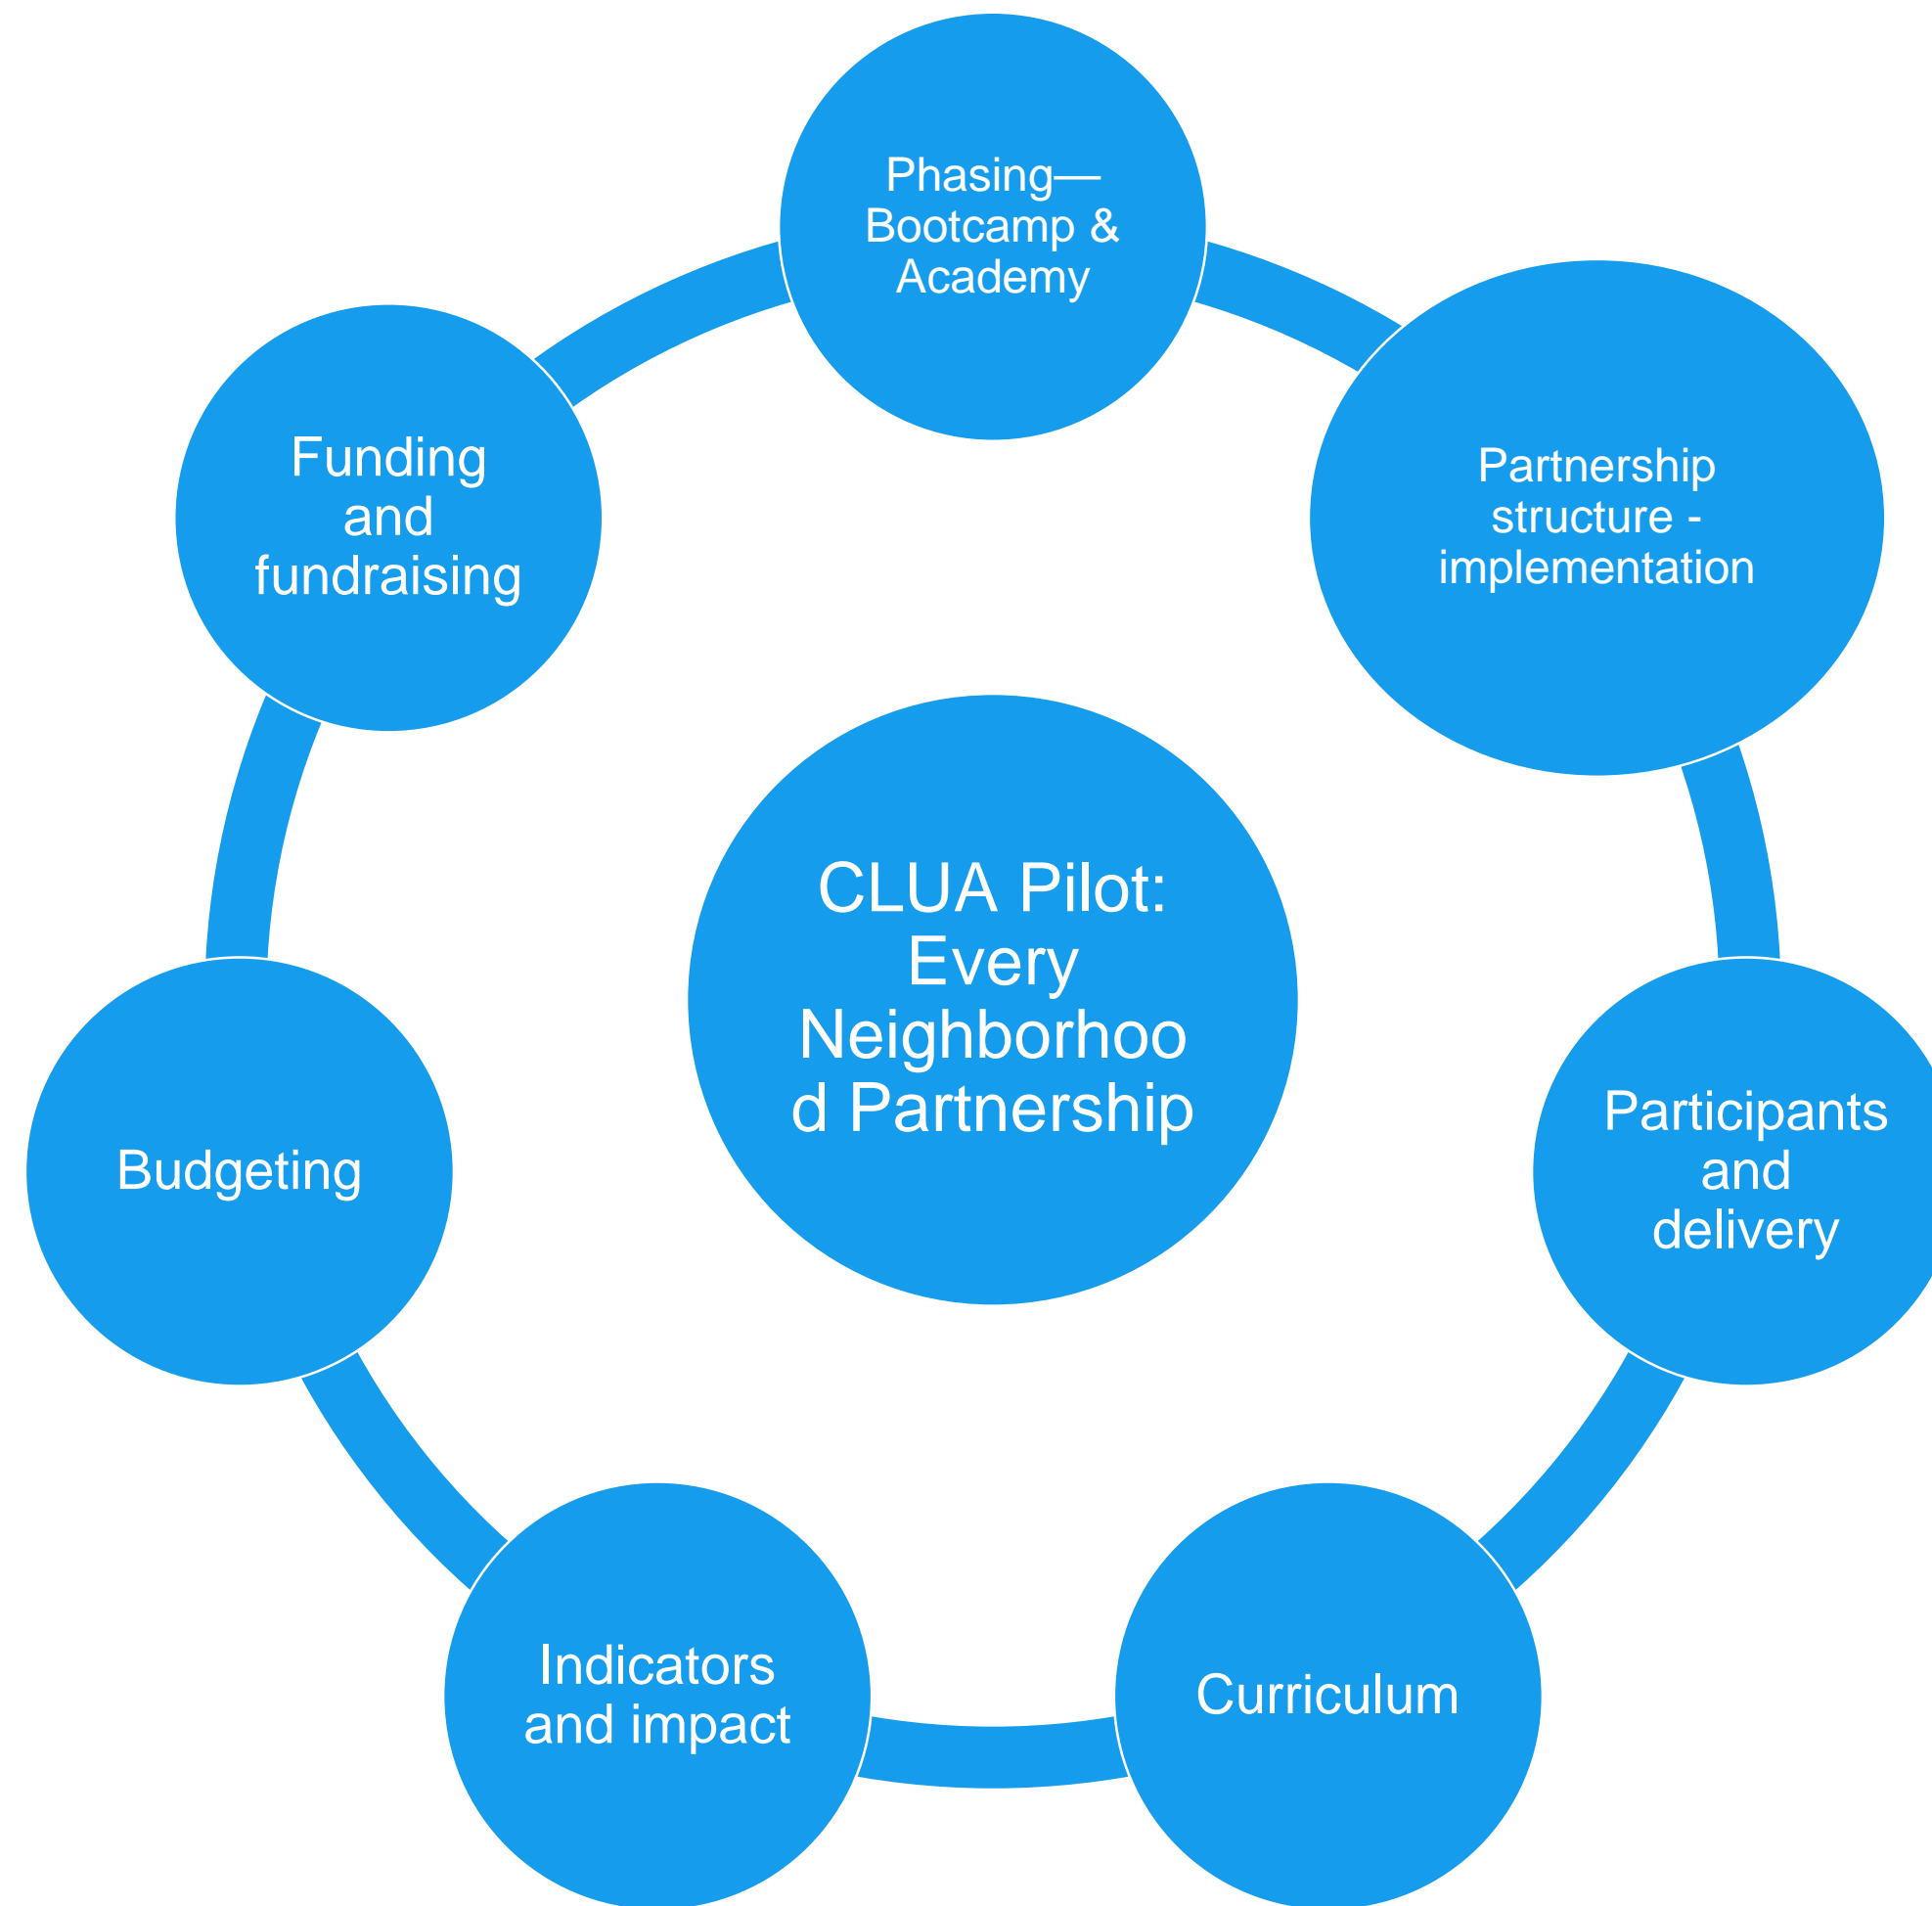 Phasing—
Bootcamp &
Academy
Partnership
structure -
implementation
Participants
and
delivery
Curriculum
Indicators
and impact
Budgeting
Funding
and
fundraising
CLUA Pilot:
Every
Neighborhoo
d Partnership